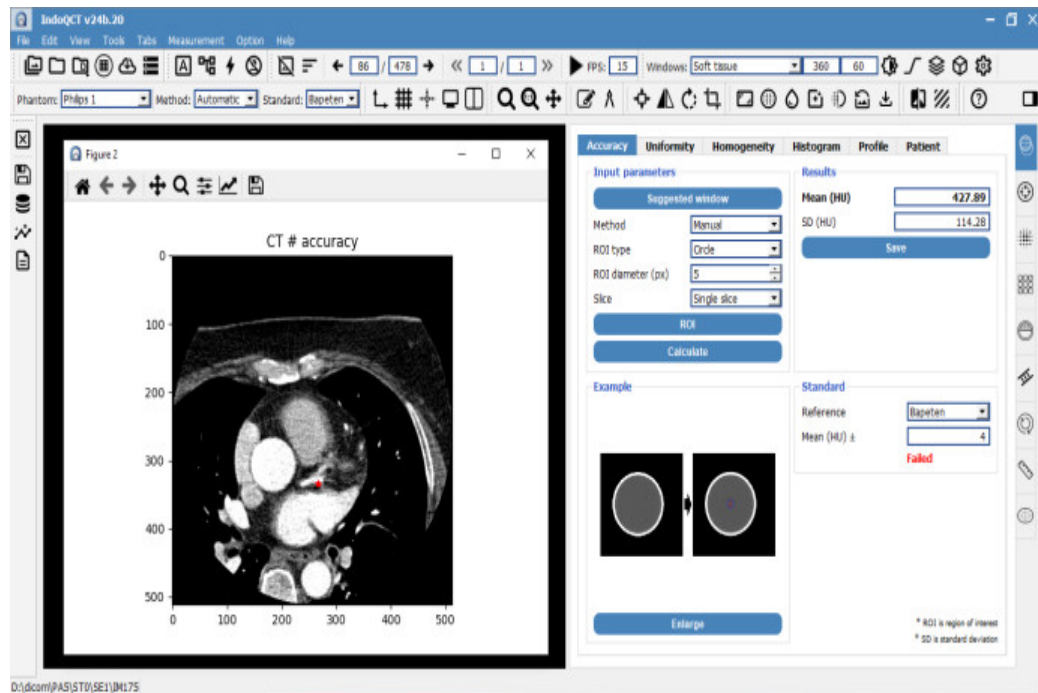 IndoQCT v24b.20
File Edit View Tools Tabs Measurement Option Help
86 / 478 1 / 1 FPS: 15 Windows: Soft tissue 360 60
Phantom: Philips 1 Method: Automatic Standard: Bapeten
Figure 2
CT # accuracy
0
100
200
300
400
500
0 100 200 300 400 500
Accuracy Uniformity Homogeneity Histogram Profile Patient
Input parameters
Suggested window
Method Manual
ROI type Circle
ROI diameter (px) 5
Slice Single slice
ROI
Calculate
Results
Mean (HU) 427.89
SD (HU) 114.28
Save
Example
Enlarge
Standard
Reference Bapeten
Mean (HU) ± 4
Failed
* ROI is region of interest
* SD is standard deviation
D:\dicom\PA5\ST0\SE1\IM175